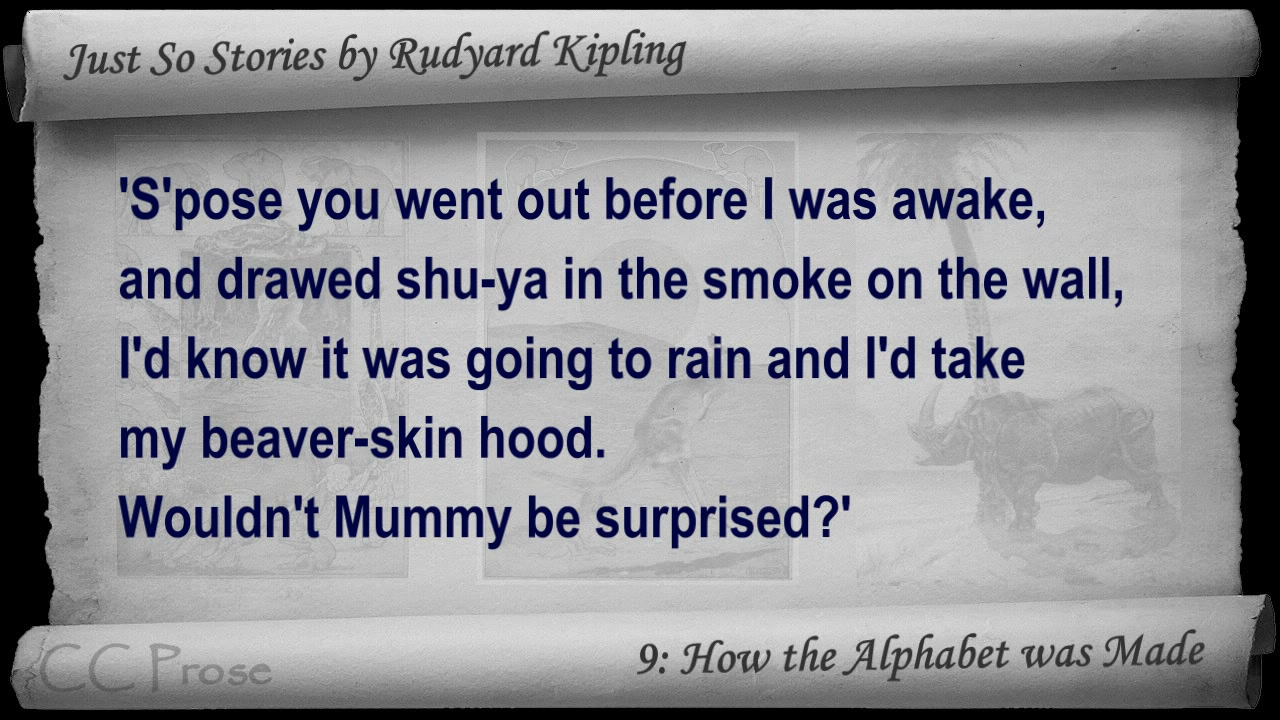 Just So Stories by Rudyard Kipling
'S'pose you went out before I was awake,
and drawed shu-ya in the smoke on the wall,
I'd know it was going to rain and I'd take
my beaver-skin hood.
Wouldn't Mummy be surprised?'
CC Prose
9: How the Alphabet was Made